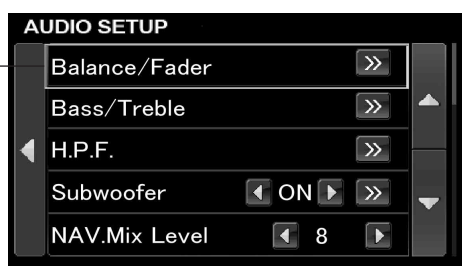 AUDIO SETUP
Balance/Fader
Bass/Treble
H.P.F.
Subwoofer ON
NAV.Mix Level 8